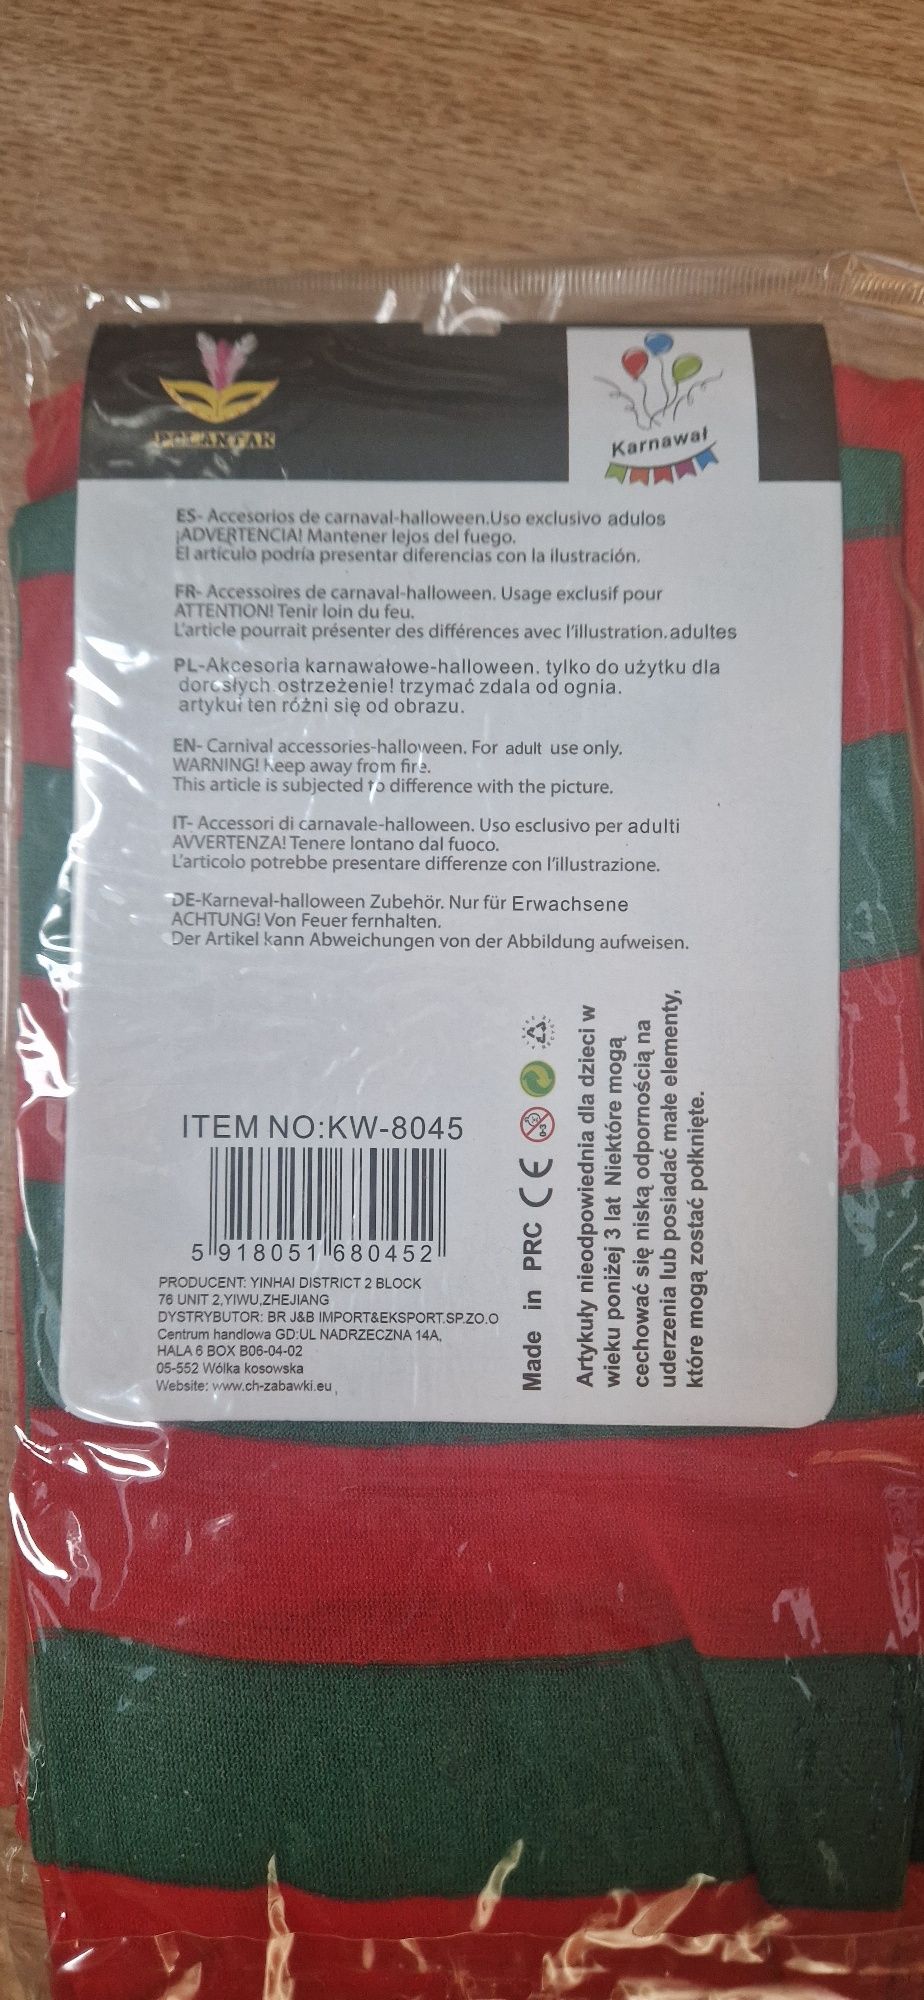 POLANTAK
Karnawał
ES- Accesorios de carnaval-halloween.Uso exclusivo adulos
¡ADVERTENCIA! Mantener lejos del fuego.
El artículo podría presentar diferencias con la ilustración.
FR- Accessoires de carnaval-halloween. Usage exclusif pour
ATTENTION! Tenir loin du feu.
L'article pourrait présenter des différences avec l'illustration.adultes
PL-Akcesoria karnawałowe-halloween. tylko do użytku dla
dorosłych ostrzeżenie! trzymać zdala od ognia.
artykuł ten różni się od obrazu.
EN- Carnival accessories-halloween. For adult use only.
WARNING! Keep away from fire.
This article is subjected to difference with the picture.
IT- Accessori di carnavale-halloween. Uso esclusivo per adulti
AVVERTENZA! Tenere lontano dal fuoco.
L'articolo potrebbe presentare differenze con l'illustrazione.
DE-Karneval-halloween Zubehör. Nur für Erwachsene
ACHTUNG! Von Feuer fernhalten.
Der Artikel kann Abweichungen von der Abbildung aufweisen.
ITEM NO:KW-8045
5 918051 680452
PRODUCENT: YINHAI DISTRICT 2 BLOCK
76 UNIT 2,YIWU,ZHEJIANG
DYSTRYBUTOR: BR J&B IMPORT&EKSPORT.SP.ZO.O
Centrum handlowa GD:UL NADRZECZNA 14A,
HALA 6 BOX B06-04-02
05-552 Wólka kosowska
Website: www.ch-zabawki.eu
Made in PRC CE
0-3
Artykuły nieodpowiednia dla dzieci w
wieku poniżej 3 lat Niektóre mogą
cechować się niską odpornością na
uderzenia lub posiadać małe elementy,
które mogą zostać połknięte.